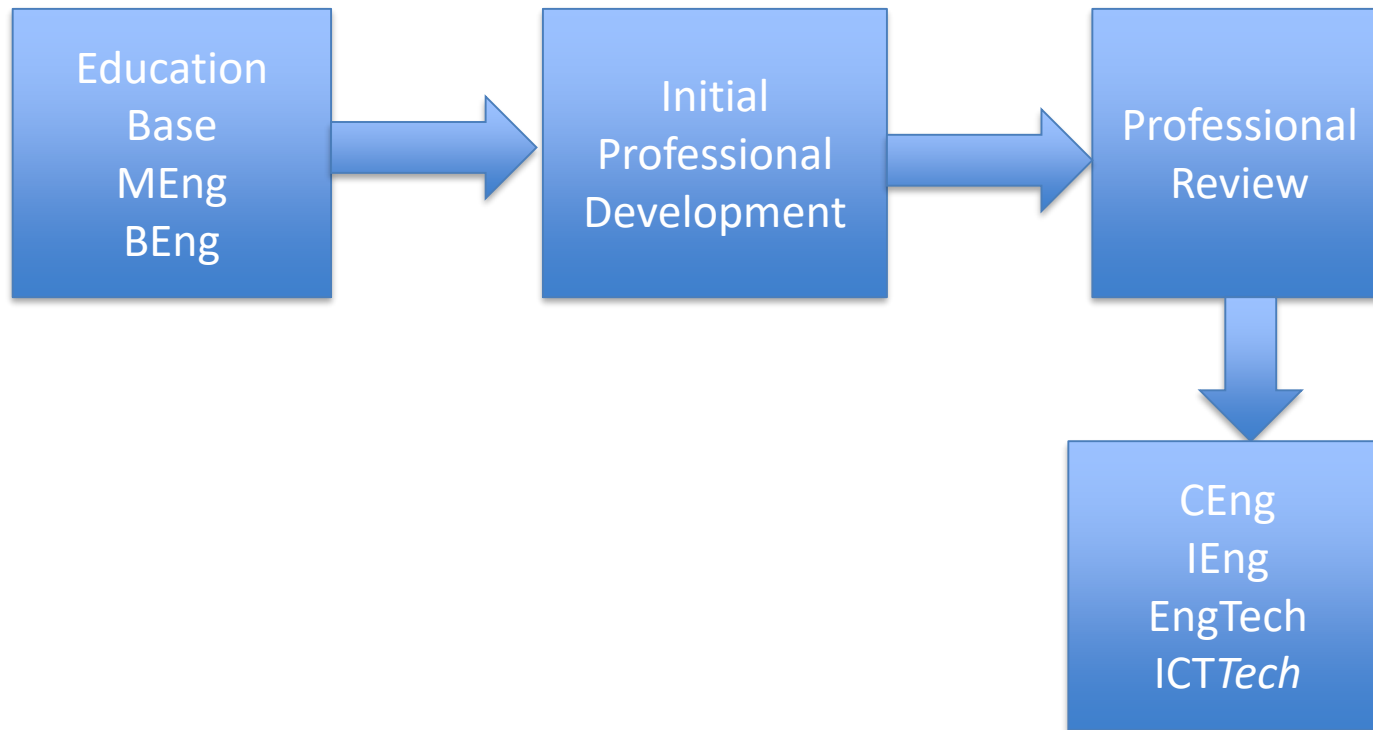 Education
Base
MEng
BEng
Initial
Professional
Development
Professional
Review
CEng
IEng
EngTech
ICTTech